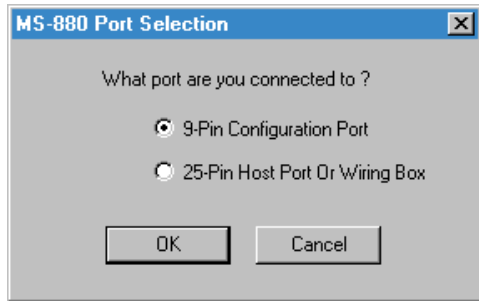 MS-880 Port Selection
What port are you connected to ?
9-Pin Configuration Port
25-Pin Host Port Or Wiring Box
OK Cancel